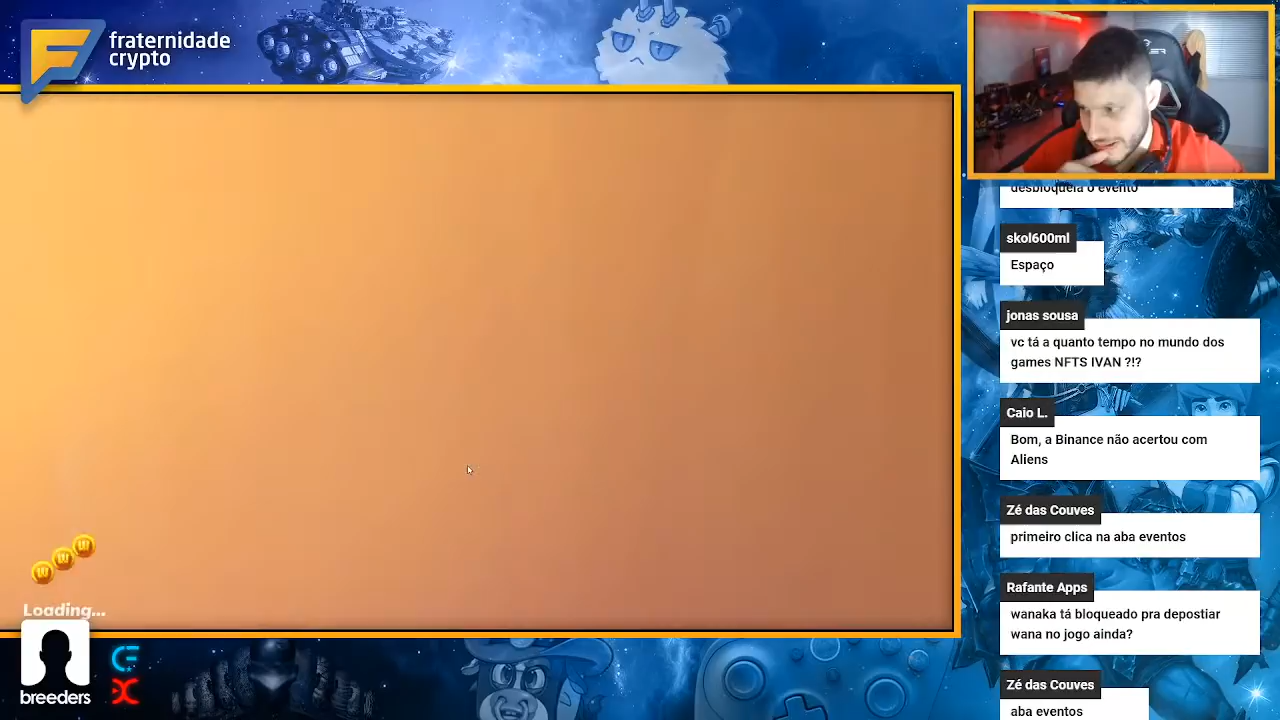 fraternidade
crypto
desbloqueia o evento
skol600ml
Espaço
jonas sousa
vc tá a quanto tempo no mundo dos
games NFTS IVAN ?!?
Caio L.
Bom, a Binance não acertou com
Aliens
Zé das Couves
primeiro clica na aba eventos
Rafante Apps
wanaka tá bloqueado pra depostiar
wana no jogo ainda?
Zé das Couves
aba eventos
Loading...
breeders